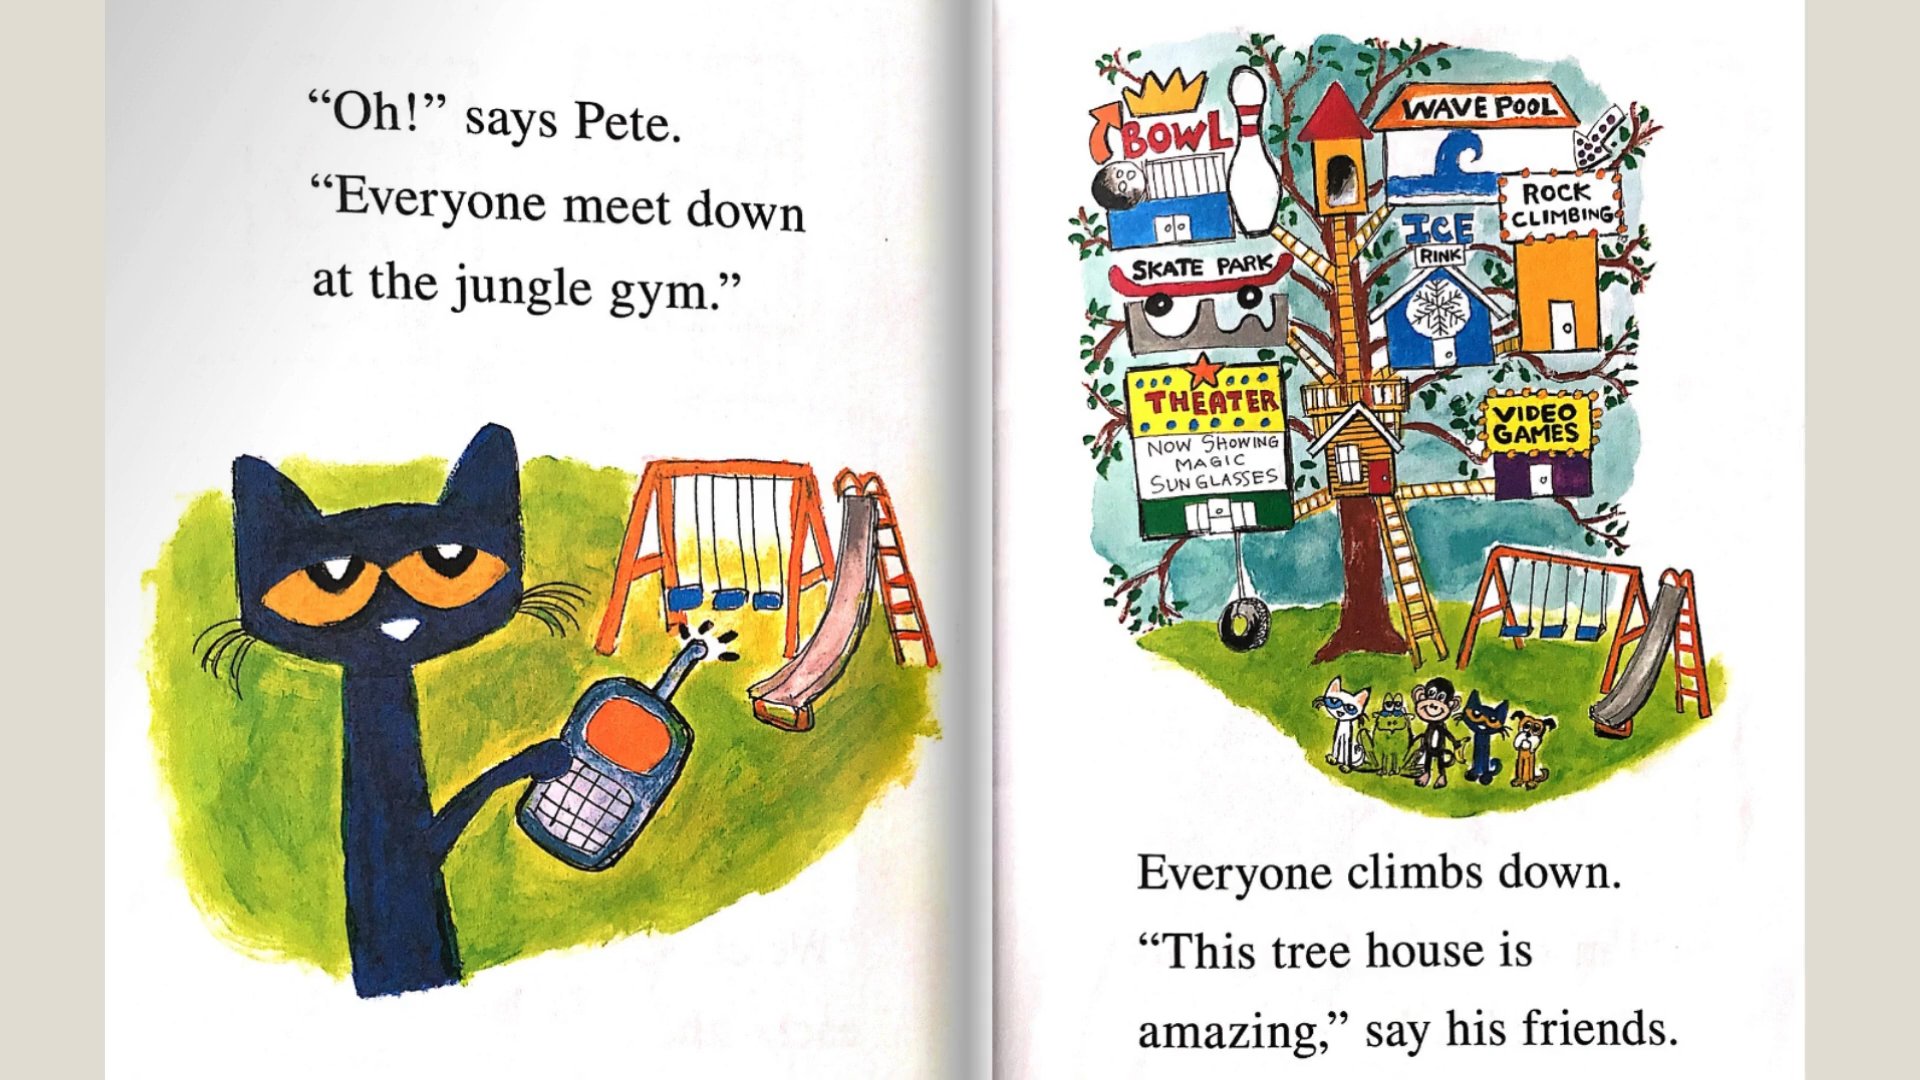 “Oh!” says Pete.
“Everyone meet down
at the jungle gym.”
BOWL
WAVE POOL
ROCK
CLIMBING
ICE
RINK
SKATE PARK
THEATER
NOW SHOWING
MAGIC
SUNGLASSES
VIDEO
GAMES
Everyone climbs down.
“This tree house is
amazing,” say his friends.